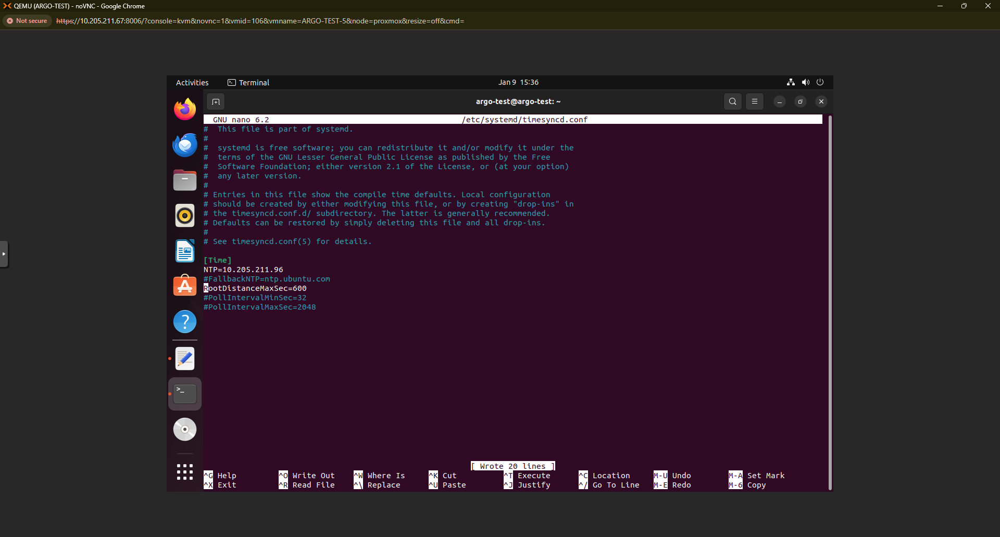 QEMU (ARGO-TEST) - noVNC - Google Chrome
Not secure https://10.205.211.67:8006/?console=kvm&novnc=1&vmid=106&vmname=ARGO-TEST-5&node=proxmox&resize=off&cmd=
Activities Terminal Jan 9 15:36
argo-test@argo-test: ~
GNU nano 6.2 /etc/systemd/timesyncd.conf
#  This file is part of systemd.
#
#  systemd is free software; you can redistribute it and/or modify it under the
#  terms of the GNU Lesser General Public License as published by the Free
#  Software Foundation; either version 2.1 of the License, or (at your option)
#  any later version.
#
# Entries in this file show the compile time defaults. Local configuration
# should be created by either modifying this file, or by creating "drop-ins" in
# the timesyncd.conf.d/ subdirectory. The latter is generally recommended.
# Defaults can be restored by simply deleting this file and all drop-ins.
#
# See timesyncd.conf(5) for details.
[Time]
NTP=10.205.211.96
#FallbackNTP=ntp.ubuntu.com
RootDistanceMaxSec=600
#PollIntervalMinSec=32
#PollIntervalMaxSec=2048
[ Wrote 20 lines ]
^G Help ^O Write Out ^W Where Is ^K Cut ^T Execute ^C Location M-U Undo M-A Set Mark
^X Exit ^R Read File ^\ Replace ^U Paste ^J Justify ^/ Go To Line M-E Redo M-6 Copy